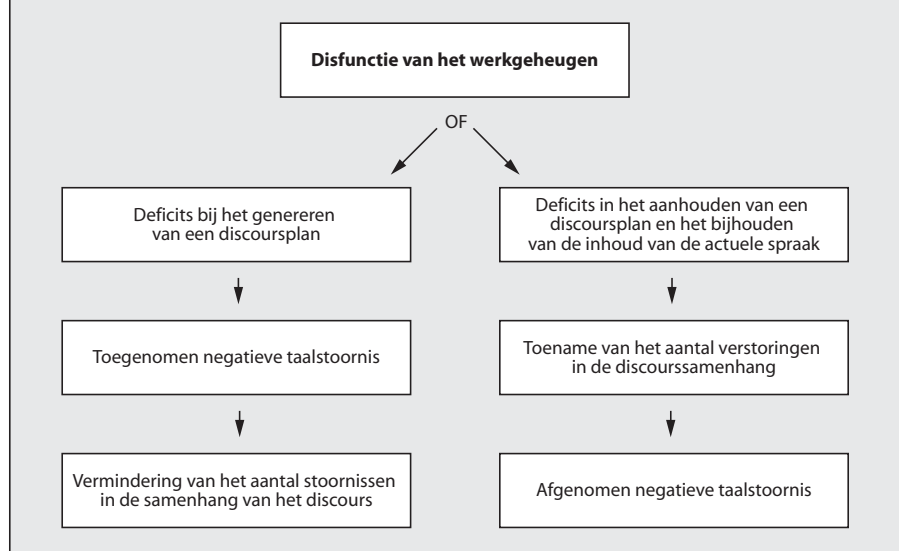 Disfunctie van het werkgeheugen
OF
Deficits bij het genereren
van een discoursplan
Deficits in het aanhouden van een
discoursplan en het bijhouden
van de inhoud van de actuele spraak
Toegenomen negatieve taalstoornis
Toename van het aantal verstoringen
in de discourssamenhang
Vermindering van het aantal stoornissen
in de samenhang van het discours
Afgenomen negatieve taalstoornis